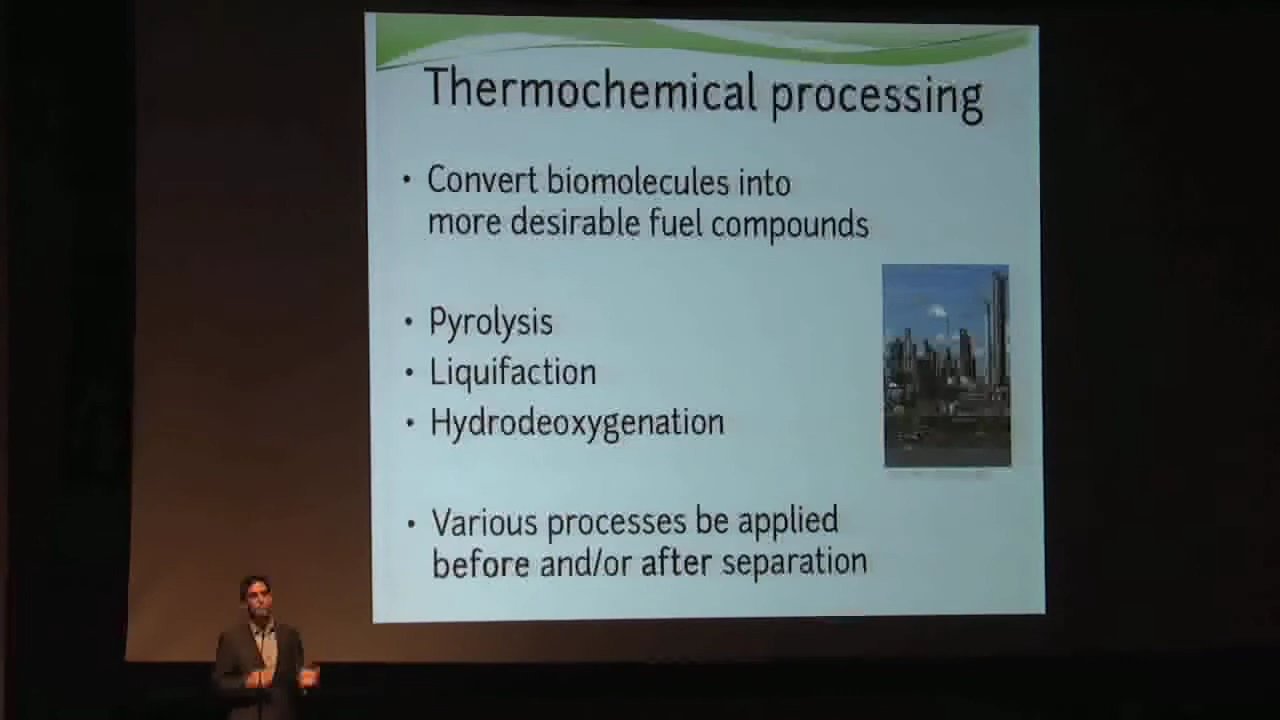 Thermochemical processing
• Convert biomolecules into
more desirable fuel compounds
• Pyrolysis
• Liquifaction
• Hydrodeoxygenation
• Various processes be applied
before and/or after separation